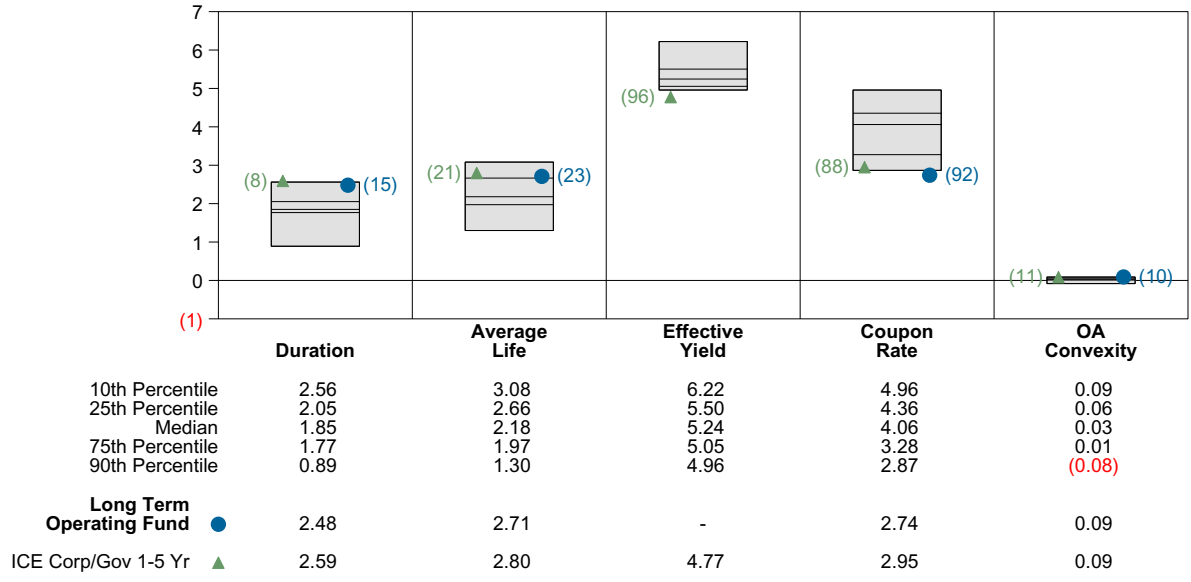 7
6
5
4
3
2
1
0
(1)
(8) (15)
(21) (23)
(96)
(88) (92)
(11) (10)
Duration Average Life Effective Yield Coupon Rate OA Convexity
10th Percentile 2.56 3.08 6.22 4.96 0.09
25th Percentile 2.05 2.66 5.50 4.36 0.06
Median 1.85 2.18 5.24 4.06 0.03
75th Percentile 1.77 1.97 5.05 3.28 0.01
90th Percentile 0.89 1.30 4.96 2.87 (0.08)
Long Term
Operating Fund 2.48 2.71 - 2.74 0.09
ICE Corp/Gov 1-5 Yr 2.59 2.80 4.77 2.95 0.09